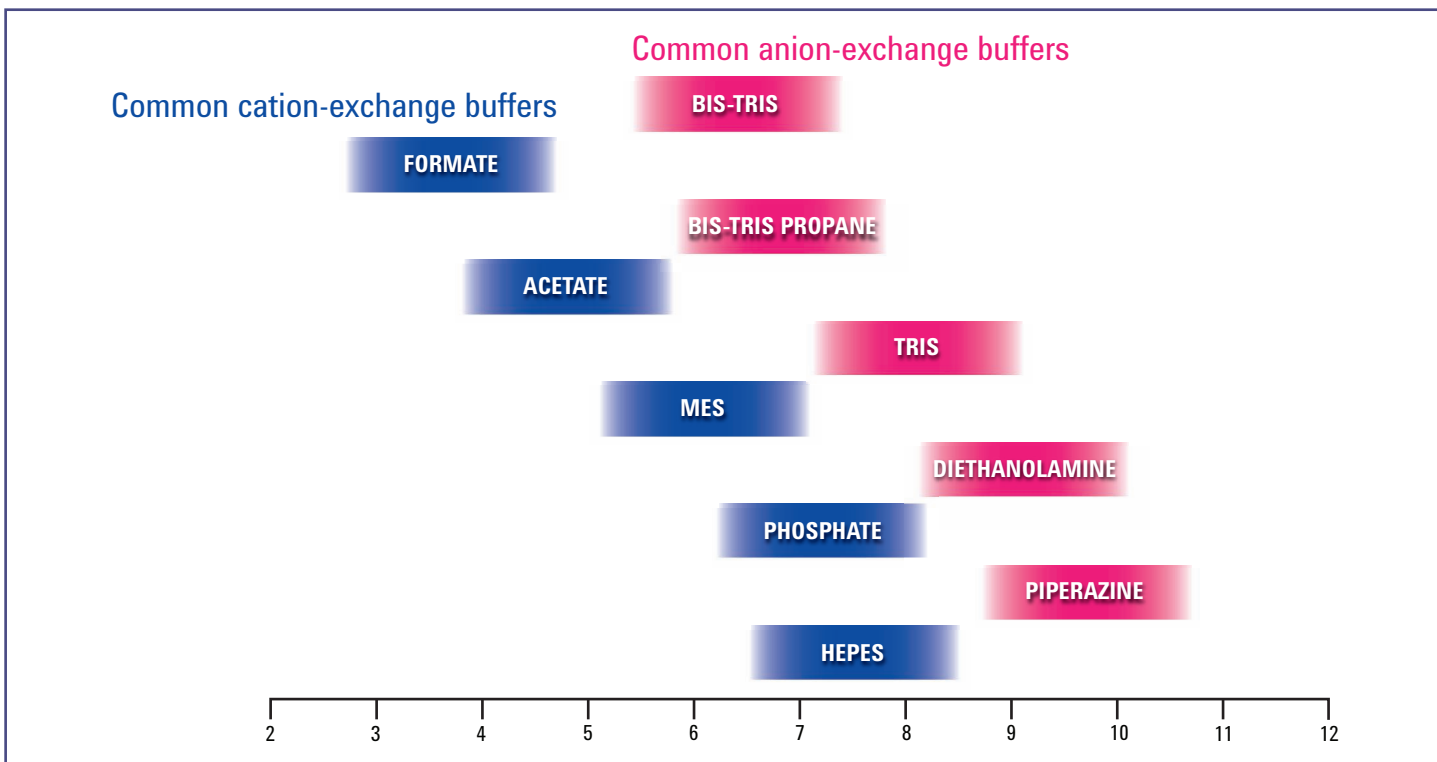 Common anion-exchange buffers
BIS-TRIS
Common cation-exchange buffers
FORMATE
BIS-TRIS PROPANE
ACETATE
TRIS
MES
DIETHANOLAMINE
PHOSPHATE
PIPERAZINE
HEPES
2 3 4 5 6 7 8 9 10 11 12